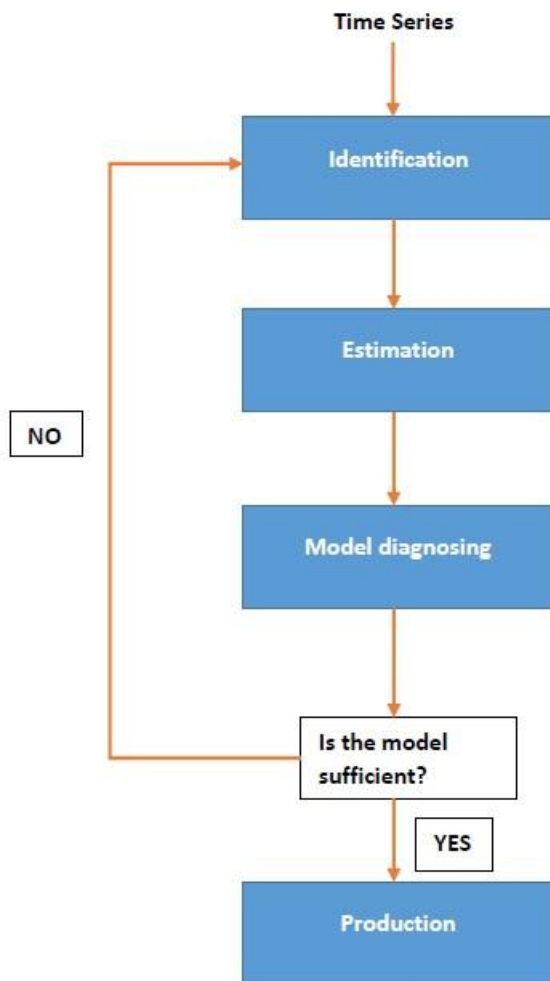 Time Series
Identification
Estimation
NO
Model diagnosing
Is the model
sufficient?
YES
Production